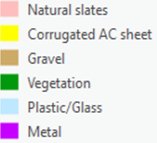 Natural slates
Corrugated AC sheet
Gravel
Vegetation
Plastic/Glass
Metal